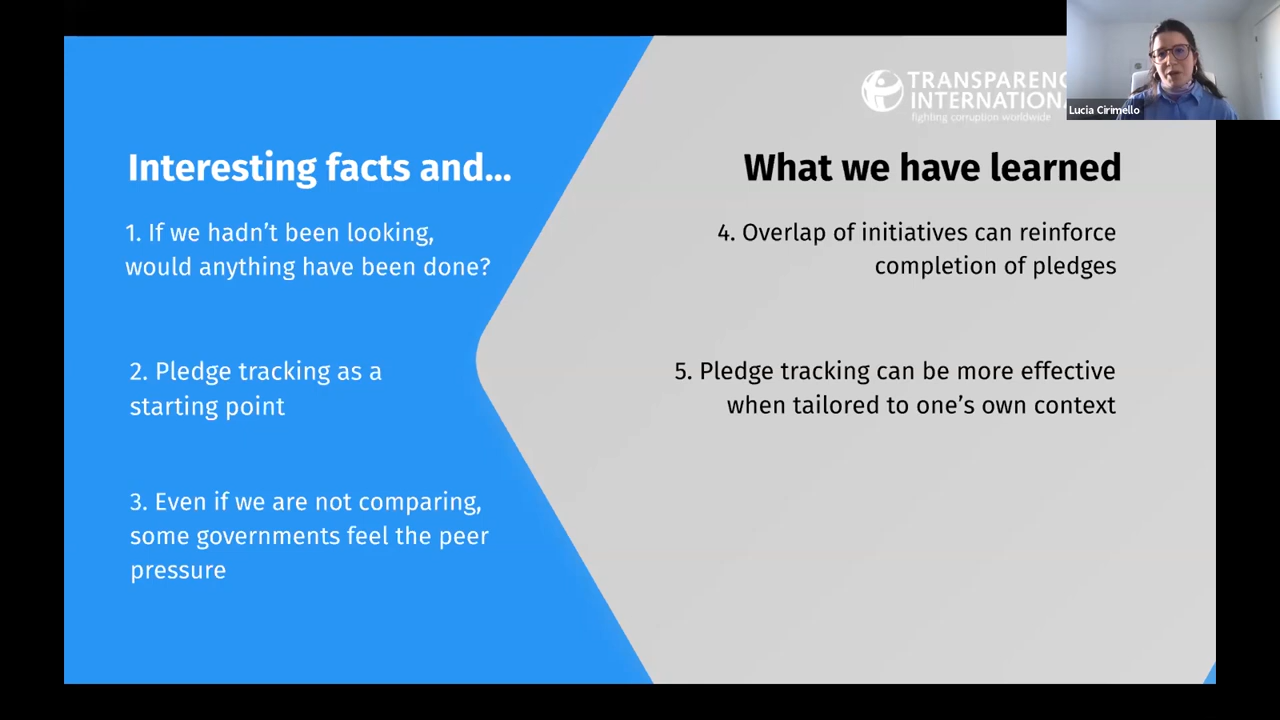 TRANSPARENC
INTERNATION
fighting corruption worldwide
Lucia Cirimello
Interesting facts and...
1. If we hadn’t been looking,
would anything have been done?
2. Pledge tracking as a
starting point
3. Even if we are not comparing,
some governments feel the peer
pressure
What we have learned
4. Overlap of initiatives can reinforce
completion of pledges
5. Pledge tracking can be more effective
when tailored to one’s own context